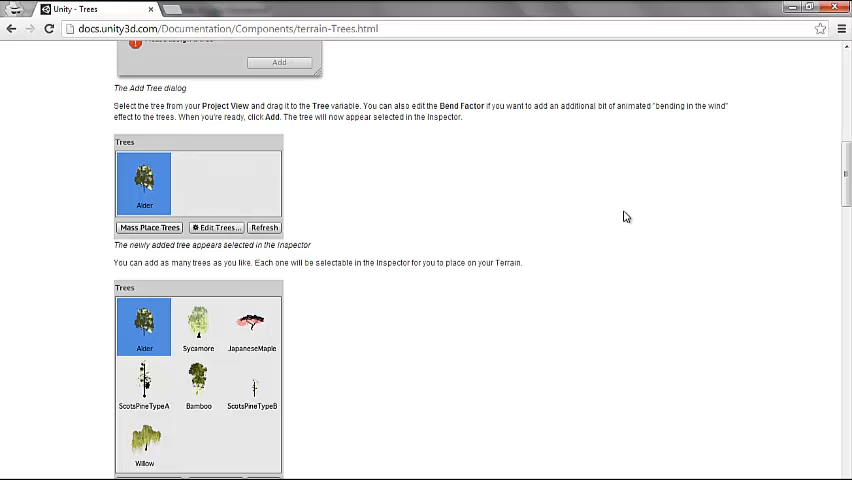 Unity - Trees
docs.unity3d.com/Documentation/Components/terrain-Trees.html
Add
The Add Tree dialog
Select the tree from your Project View and drag it to the Tree variable. You can also edit the Bend Factor if you want to add an additional bit of animated "bending in the wind"
effect to the trees. When you're ready, click Add. The tree will now appear selected in the Inspector.
Trees
Alder
Mass Place Trees Edit Trees... Refresh
The newly added tree appears selected in the Inspector
You can add as many trees as you like. Each one will be selectable in the Inspector for you to place on your Terrain.
Trees
Alder Sycamore JapaneseMaple
ScotsPineTypeA Bamboo ScotsPineTypeB
Willow